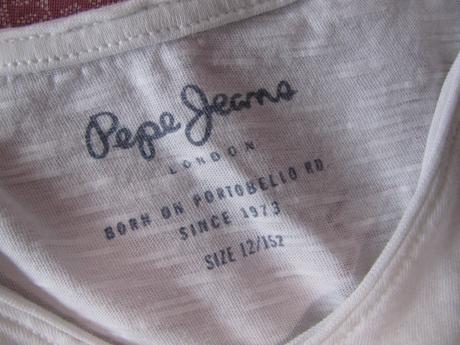 Pepe Jeans
LONDON
BORN ON PORTOBELLO RD
SINCE 1973
SIZE 12/152